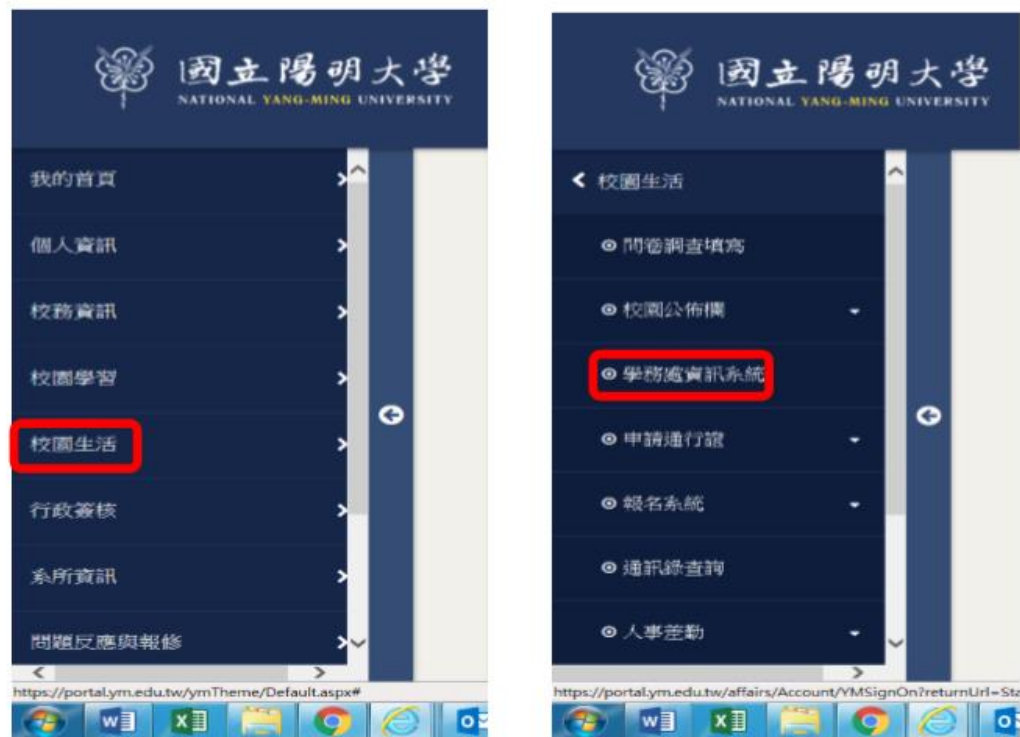 國立陽明大學
NATIONAL YANG-MING UNIVERSITY
我的首頁
個人資訊
校務資訊
校園學習
校園生活
行政簽核
系所資訊
問題反應與報修
https://portal.ym.edu.tw/ymTheme/Default.aspx#
國立陽明大學
NATIONAL YANG-MING UNIVERSITY
校園生活
問卷調查填寫
校園公佈欄
學務處資訊系統
申請通行證
報名系統
通訊錄查詢
人事差勤
https://portal.ym.edu.tw/affairs/Account/YMSignOn?returnUrl=Sta